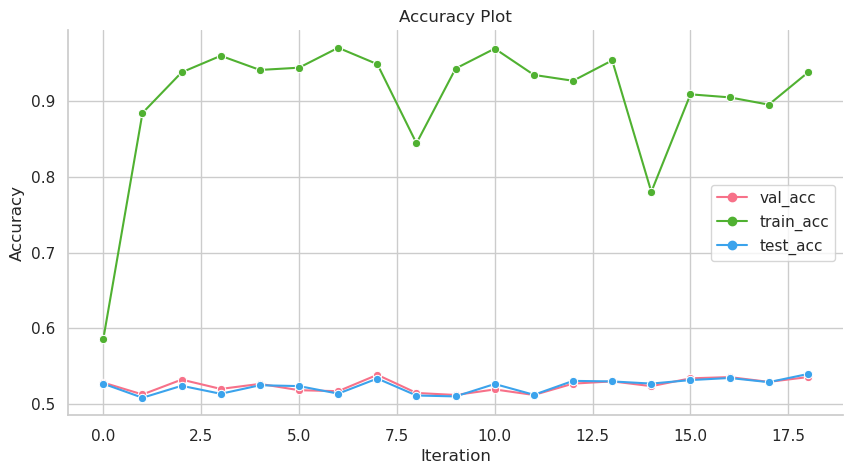 Accuracy Plot
Accuracy
0.9
0.8
0.7
0.6
0.5
val_acc
train_acc
test_acc
0.0 2.5 5.0 7.5 10.0 12.5 15.0 17.5
Iteration